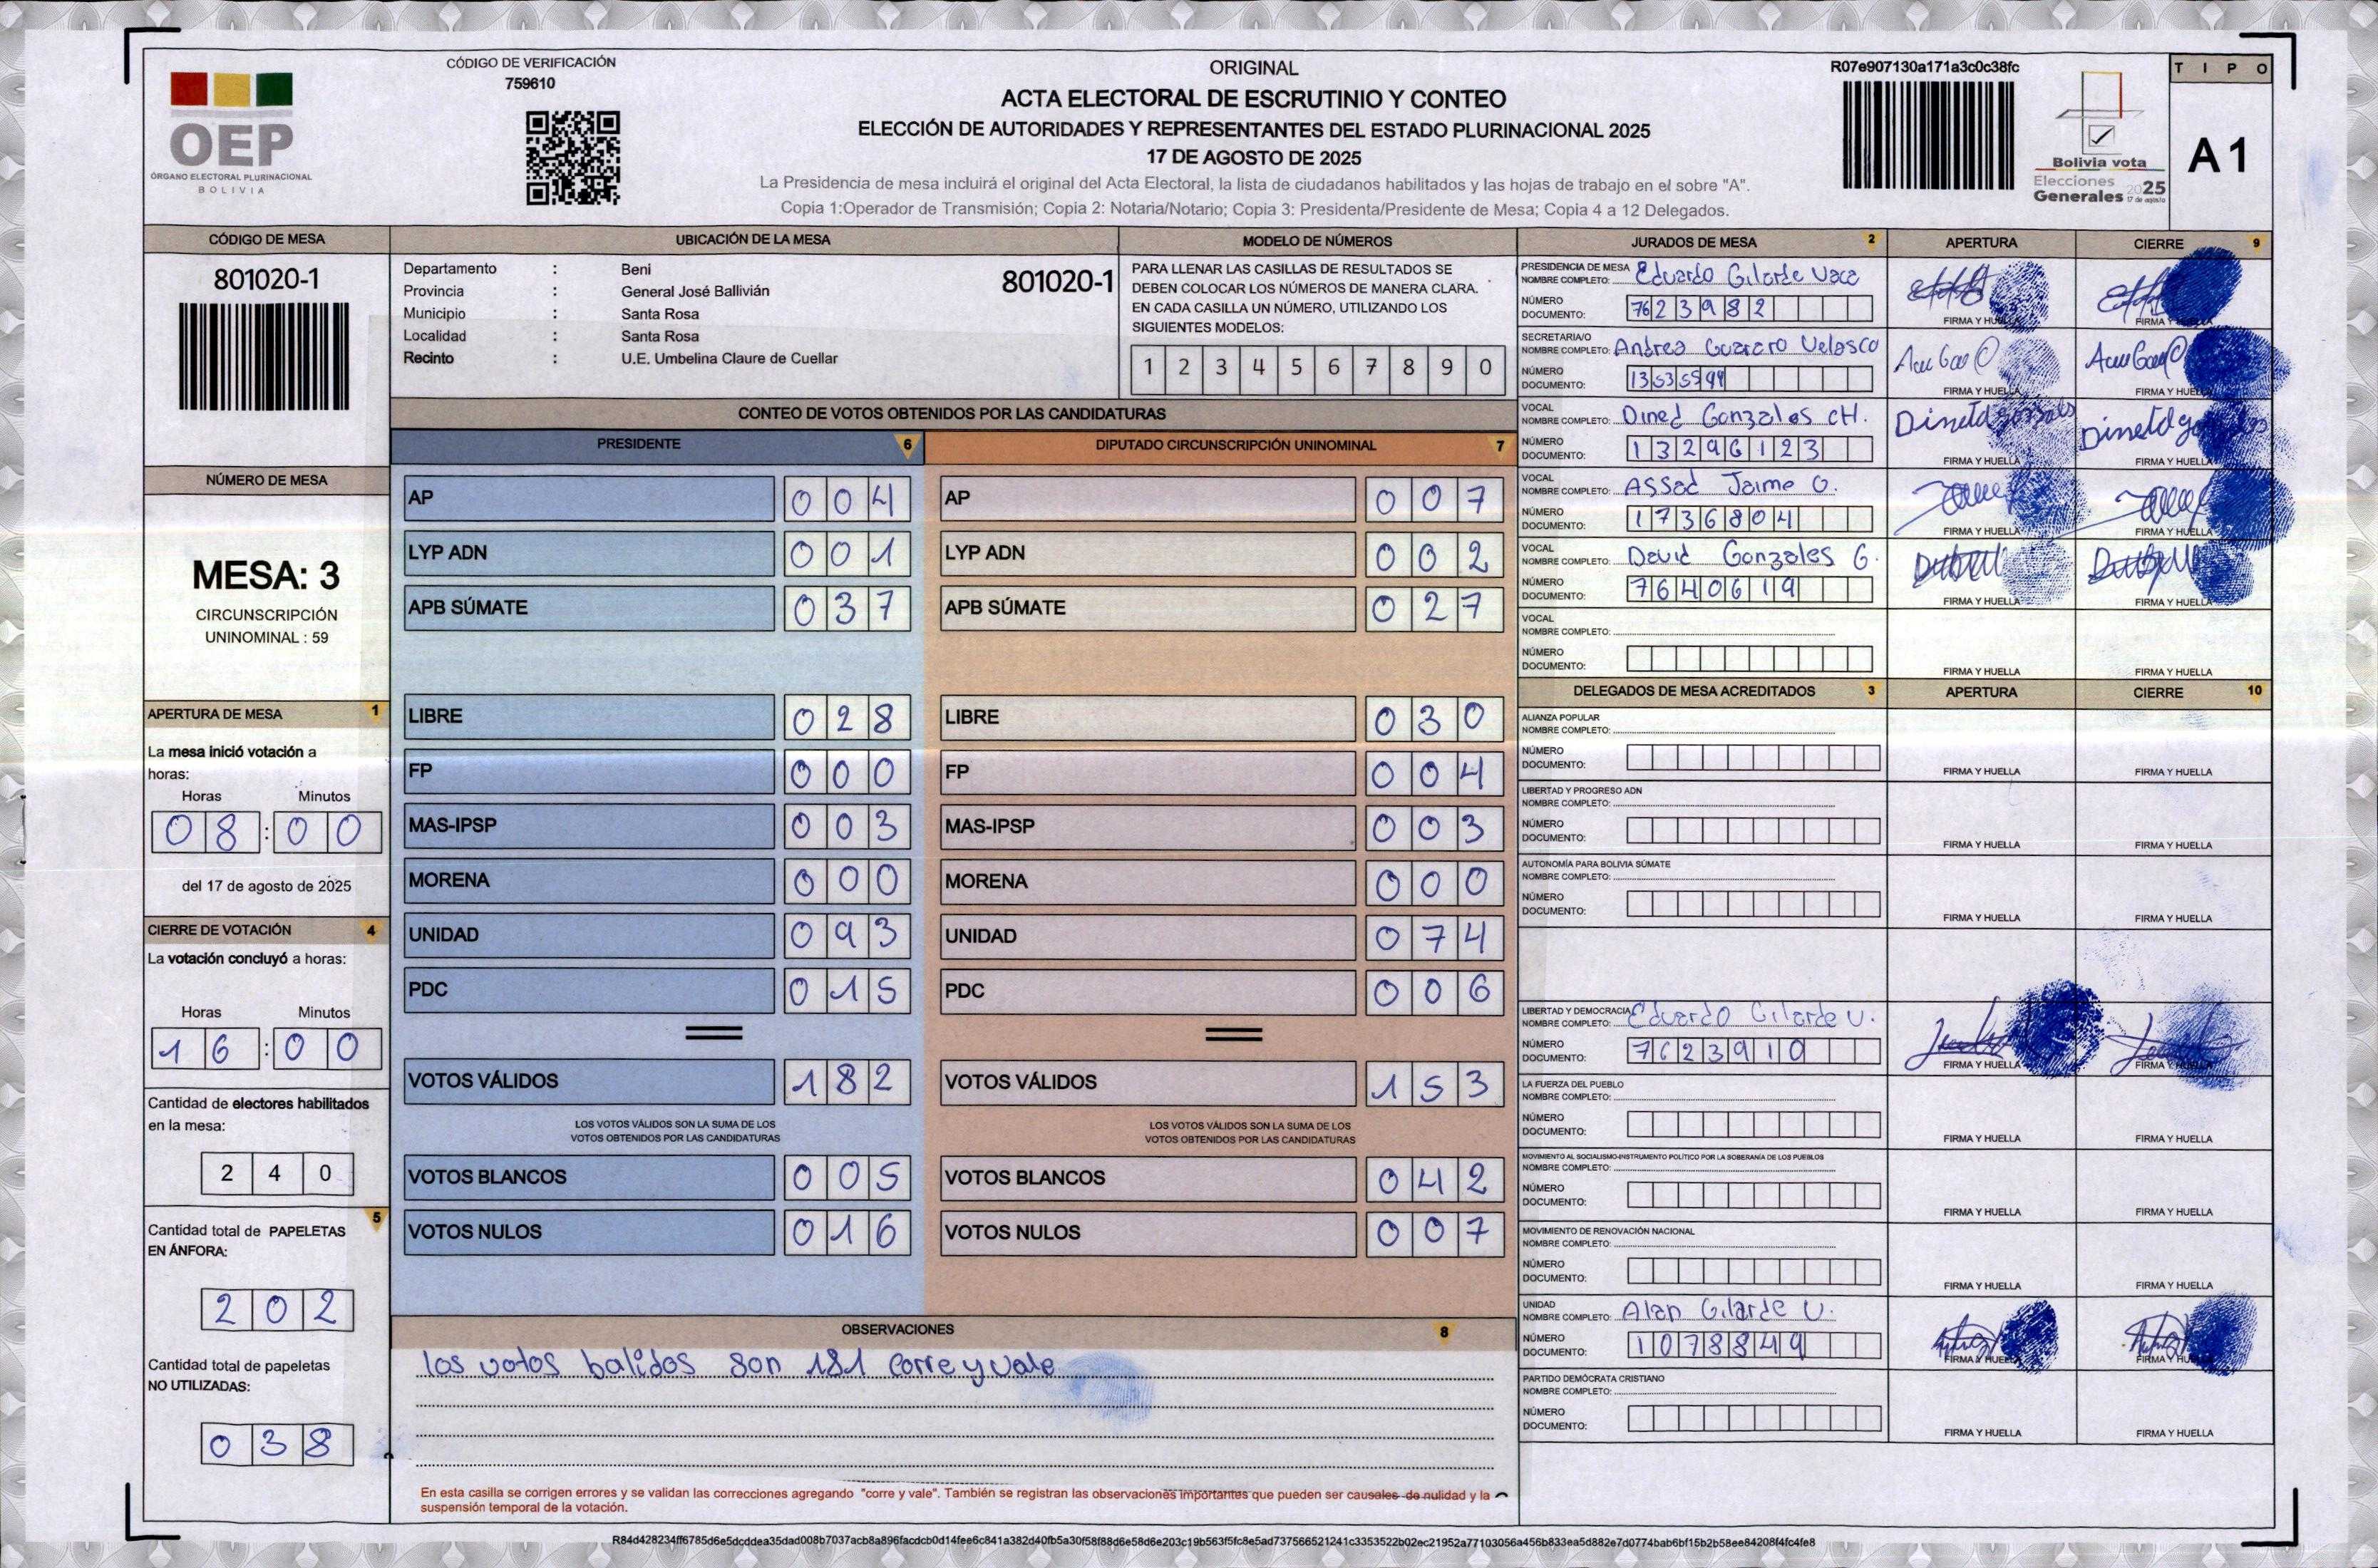 CÓDIGO DE VERIFICACIÓN
759610
OEP
ÓRGANO ELECTORAL PLURINACIONAL
BOLIVIA
ORIGINAL
ACTA ELECTORAL DE ESCRUTINIO Y CONTEO
ELECCIÓN DE AUTORIDADES Y REPRESENTANTES DEL ESTADO PLURINACIONAL 2025
17 DE AGOSTO DE 2025
La Presidencia de mesa incluirá el original del Acta Electoral, la lista de ciudadanos habilitados y las hojas de trabajo en el sobre "A".
Copia 1:Operador de Transmisión; Copia 2: Notaria/Notario; Copia 3: Presidenta/Presidente de Mesa; Copia 4 a 12 Delegados.
R07e907130a171a3c0c38fc
Bolivia vota
Elecciones
Generales 2025
17 de agosto
TIPO
A1
CÓDIGO DE MESA
801020-1
NÚMERO DE MESA
MESA: 3
CIRCUNSCRIPCIÓN
UNINOMINAL : 59
APERTURA DE MESA 1
La mesa inició votación a
horas:
Horas Minutos
08:00
del 17 de agosto de 2025
CIERRE DE VOTACIÓN 4
La votación concluyó a horas:
Horas Minutos
16:00
Cantidad de electores habilitados
en la mesa:
240
5
Cantidad total de PAPELETAS
EN ÁNFORA:
202
Cantidad total de papeletas
NO UTILIZADAS:
038
UBICACIÓN DE LA MESA
Departamento : Beni
801020-1
Provincia : General José Ballivián
Municipio : Santa Rosa
Localidad : Santa Rosa
Recinto : U.E. Umbelina Claure de Cuellar
MODELO DE NÚMEROS
PARA LLENAR LAS CASILLAS DE RESULTADOS SE
DEBEN COLOCAR LOS NÚMEROS DE MANERA CLARA.
EN CADA CASILLA UN NÚMERO, UTILIZANDO LOS
SIGUIENTES MODELOS:
1 2 3 4 5 6 7 8 9 0
CONTEO DE VOTOS OBTENIDOS POR LAS CANDIDATURAS
PRESIDENTE 6
AP 004
LYP ADN 001
APB SÚMATE 037
LIBRE 028
FP 000
MAS-IPSP 003
MORENA 000
UNIDAD 093
PDC 015
VOTOS VÁLIDOS 182
LOS VOTOS VÁLIDOS SON LA SUMA DE LOS
VOTOS OBTENIDOS POR LAS CANDIDATURAS
VOTOS BLANCOS 005
VOTOS NULOS 016
DIPUTADO CIRCUNSCRIPCIÓN UNINOMINAL 7
AP 007
LYP ADN 002
APB SÚMATE 027
LIBRE 030
FP 004
MAS-IPSP 003
MORENA 000
UNIDAD 074
PDC 006
VOTOS VÁLIDOS 153
LOS VOTOS VÁLIDOS SON LA SUMA DE LOS
VOTOS OBTENIDOS POR LAS CANDIDATURAS
VOTOS BLANCOS 042
VOTOS NULOS 007
OBSERVACIONES 8
los votos balidos son 181 corre y vale
En esta casilla se corrigen errores y se validan las correcciones agregando "corre y vale". También se registran las observaciones importantes que pueden ser causales de nulidad y la
suspensión temporal de la votación.
JURADOS DE MESA 2 APERTURA CIERRE 9
PRESIDENCIA DE MESA
NOMBRE COMPLETO: Eduardo Gilarde Vaca
NÚMERO
DOCUMENTO: 7623982
FIRMA Y HUELLA FIRMA Y HUELLA
SECRETARIA/O
NOMBRE COMPLETO: Andrea Guararo Velasco
NÚMERO
DOCUMENTO:
FIRMA Y HUELLA FIRMA Y HUELLA
VOCAL
NOMBRE COMPLETO: Dined Gonzales CH.
NÚMERO
DOCUMENTO: 13296123
FIRMA Y HUELLA FIRMA Y HUELLA
VOCAL
NOMBRE COMPLETO: ASSad Jaime O.
NÚMERO
DOCUMENTO: 1736804
FIRMA Y HUELLA FIRMA Y HUELLA
VOCAL
NOMBRE COMPLETO: David Gonzales G.
NÚMERO
DOCUMENTO: 7640619
FIRMA Y HUELLA FIRMA Y HUELLA
VOCAL
NOMBRE COMPLETO:
NÚMERO
DOCUMENTO:
FIRMA Y HUELLA FIRMA Y HUELLA
DELEGADOS DE MESA ACREDITADOS 3 APERTURA CIERRE 10
ALIANZA POPULAR
NOMBRE COMPLETO:
NÚMERO
DOCUMENTO:
FIRMA Y HUELLA FIRMA Y HUELLA
LIBERTAD Y PROGRESO ADN
NOMBRE COMPLETO:
NÚMERO
DOCUMENTO:
FIRMA Y HUELLA FIRMA Y HUELLA
AUTONOMÍA PARA BOLIVIA SÚMATE
NOMBRE COMPLETO:
NÚMERO
DOCUMENTO:
FIRMA Y HUELLA FIRMA Y HUELLA
LIBERTAD Y DEMOCRACIA
NOMBRE COMPLETO: Eduardo Gilarde V.
NÚMERO
DOCUMENTO: 7623910
FIRMA Y HUELLA FIRMA Y HUELLA
LA FUERZA DEL PUEBLO
NOMBRE COMPLETO:
NÚMERO
DOCUMENTO:
FIRMA Y HUELLA FIRMA Y HUELLA
MOVIMIENTO AL SOCIALISMO-INSTRUMENTO POLÍTICO POR LA SOBERANÍA DE LOS PUEBLOS
NOMBRE COMPLETO:
NÚMERO
DOCUMENTO:
FIRMA Y HUELLA FIRMA Y HUELLA
MOVIMIENTO DE RENOVACIÓN NACIONAL
NOMBRE COMPLETO:
NÚMERO
DOCUMENTO:
FIRMA Y HUELLA FIRMA Y HUELLA
UNIDAD
NOMBRE COMPLETO: Alan Gilarde V.
NÚMERO
DOCUMENTO: 1078849
FIRMA Y HUELLA FIRMA Y HUELLA
PARTIDO DEMÓCRATA CRISTIANO
NOMBRE COMPLETO:
NÚMERO
DOCUMENTO:
FIRMA Y HUELLA FIRMA Y HUELLA